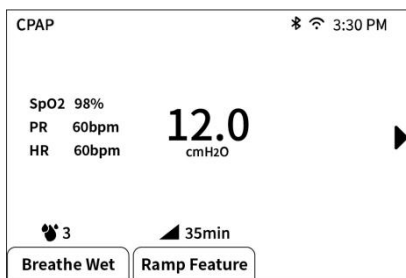 CPAP 3:30 PM
SpO2 98%
PR 60bpm
HR 60bpm
12.0
cmH2O
3 35min
Breathe Wet Ramp Feature